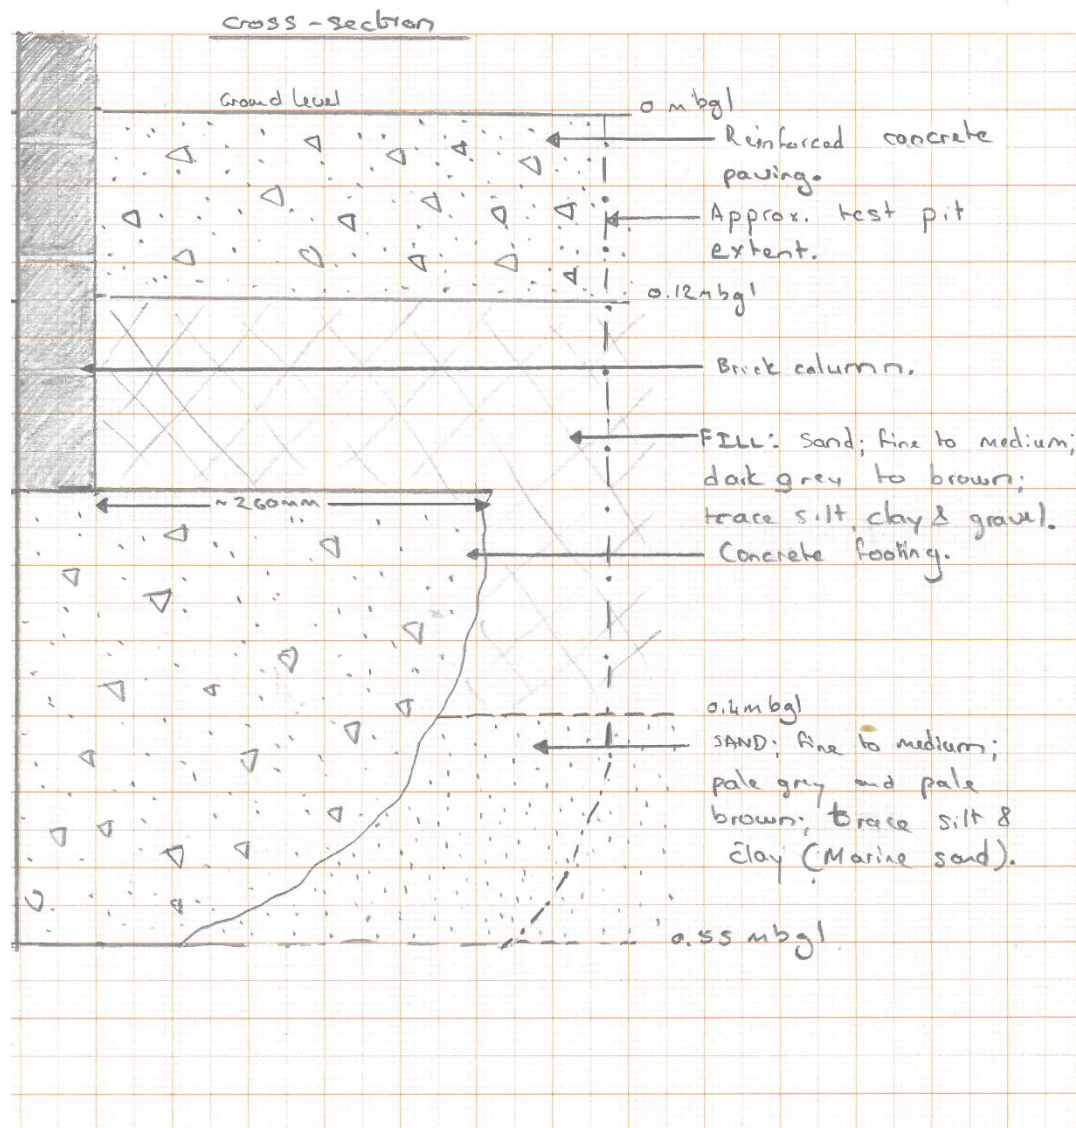 cross-section
Ground level
0 mbgl
Reinforced concrete
paving.
Approx. test pit
extent.
0.12mbgl
Brick column.
FILL: Sand; fine to medium;
dark grey to brown;
trace silt, clay & gravel.
~260mm
Concrete footing.
0.4mbgl
SAND: fine to medium;
pale grey and pale
brown; trace silt &
clay (Marine sand).
0.55 mbgl